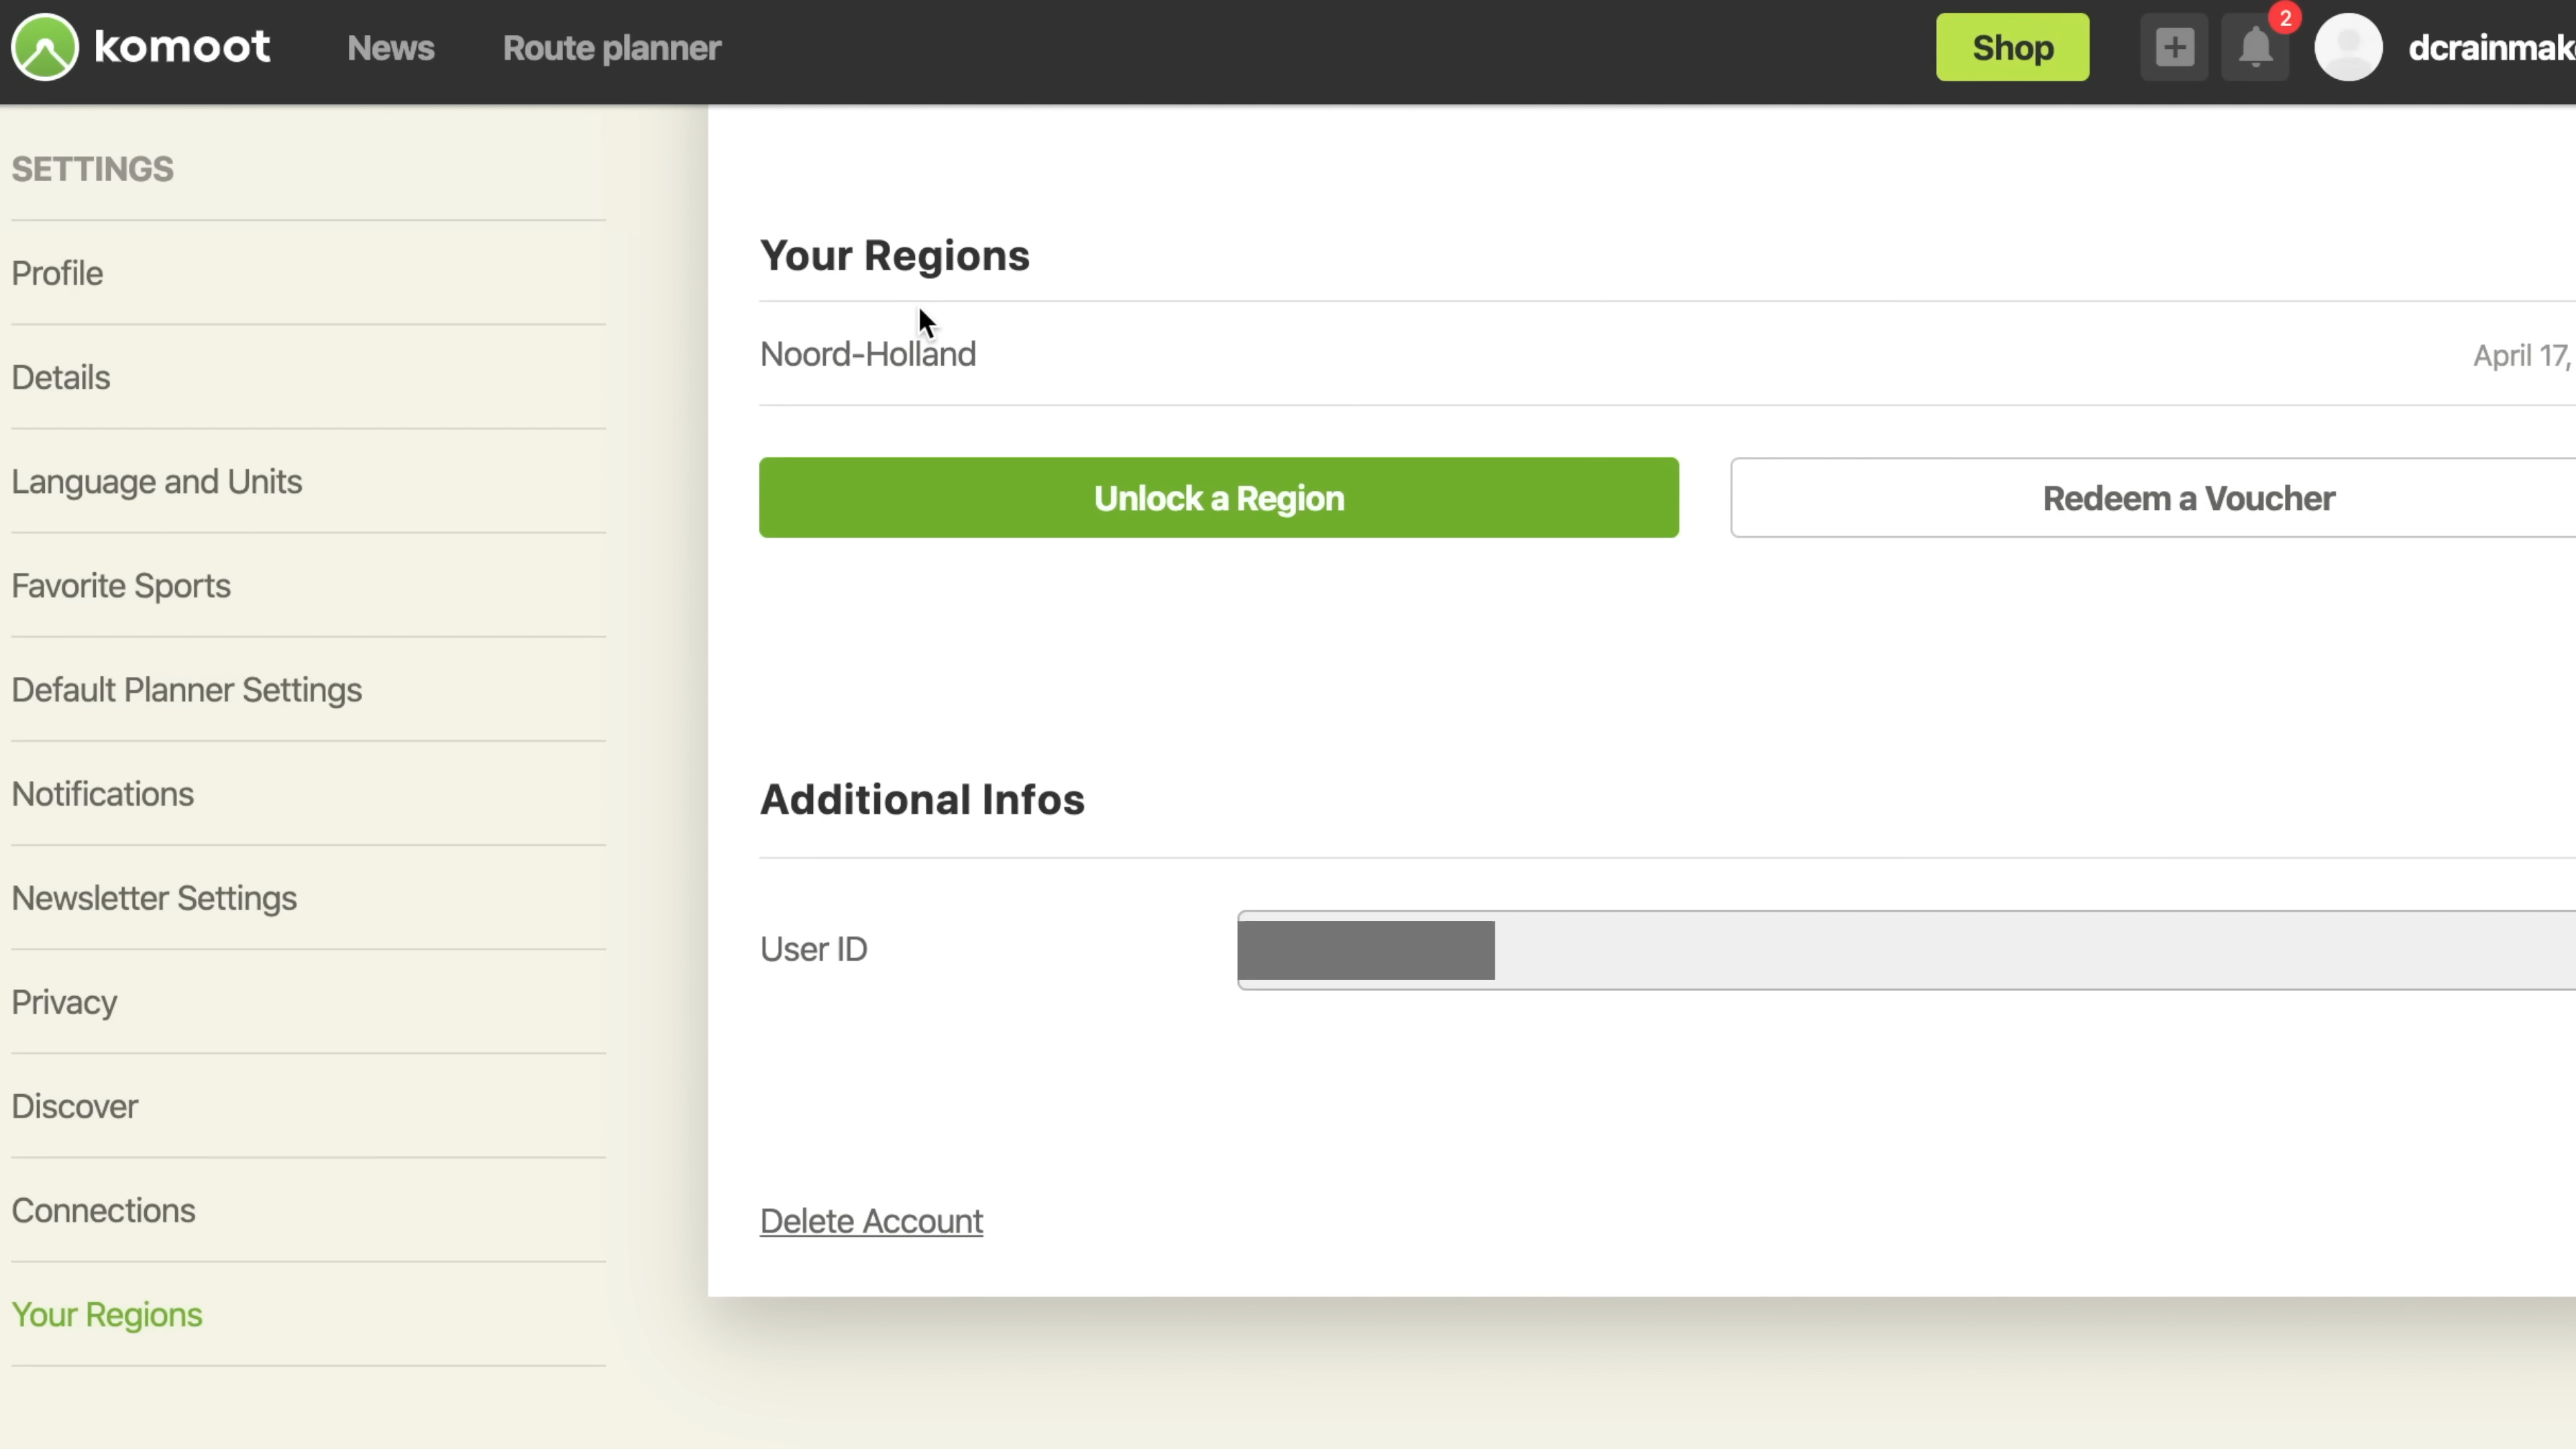 komoot
News
Route planner
Shop
2
SETTINGS
Profile
Details
Language and Units
Favorite Sports
Default Planner Settings
Notifications
Newsletter Settings
Privacy
Discover
Connections
Your Regions
Your Regions
Noord-Holland
April 17,
Unlock a Region
Redeem a Voucher
Additional Infos
User ID
Delete Account